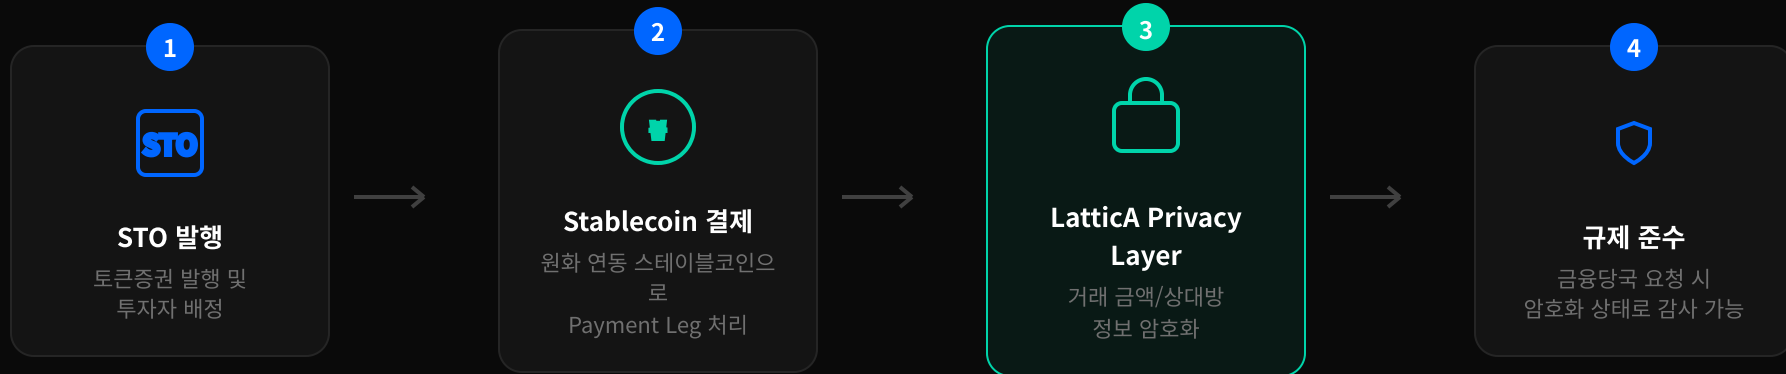 1
STO
STO 발행
토큰증권 발행 및
투자자 배정
2
Stablecoin 결제
원화 연동 스테이블코인으
로
Payment Leg 처리
3
LatticA Privacy
Layer
거래 금액/상대방
정보 암호화
4
규제 준수
금융당국 요청 시
암호화 상태로 감사 가능